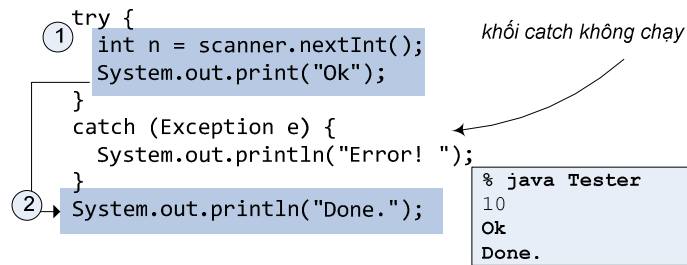 try {
1
int n = scanner.nextInt();
System.out.print("Ok");
}
catch (Exception e) {
System.out.println("Error! ");
}
2
System.out.println("Done.");
khối catch không chạy
% java Tester
10
Ok
Done.